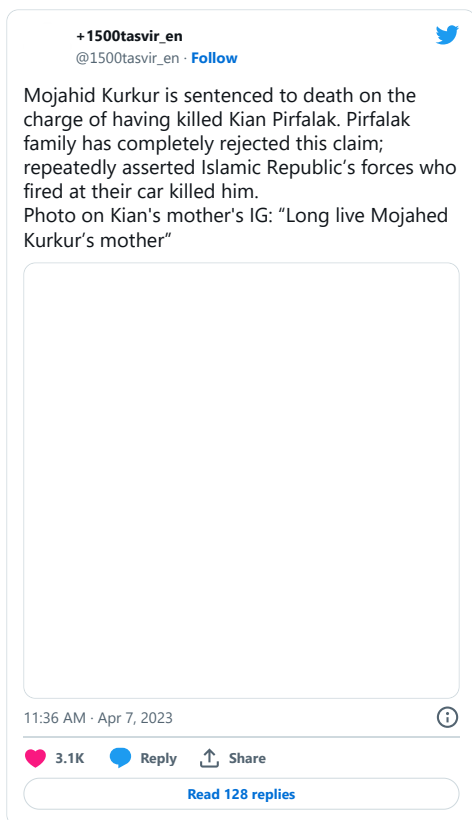 +1500tasvir_en
@1500tasvir_en · Follow
Mojahid Kurkur is sentenced to death on the
charge of having killed Kian Pirfalak. Pirfalak
family has completely rejected this claim;
repeatedly asserted Islamic Republic’s forces who
fired at their car killed him.
Photo on Kian's mother's IG: “Long live Mojahed
Kurkur’s mother”
11:36 AM · Apr 7, 2023
3.1K Reply Share
Read 128 replies